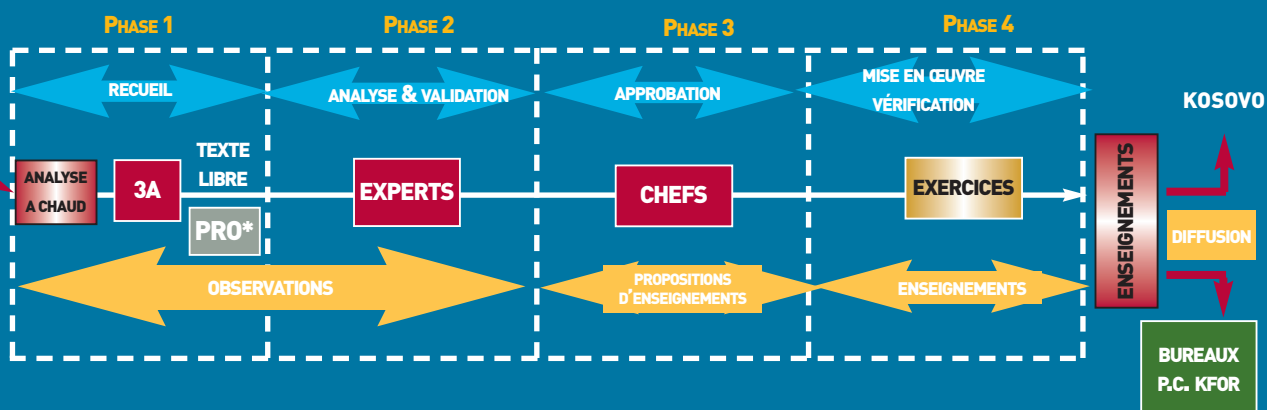 PHASE 1
PHASE 2
PHASE 3
PHASE 4
RECUEIL
ANALYSE & VALIDATION
APPROBATION
MISE EN ŒUVRE
VÉRIFICATION
KOSOVO
ANALYSE
A CHAUD
3A
TEXTE
LIBRE
PRO*
EXPERTS
CHEFS
EXERCICES
ENSEIGNEMENTS
DIFFUSION
OBSERVATIONS
PROPOSITIONS
D'ENSEIGNEMENTS
ENSEIGNEMENTS
BUREAUX
P.C. KFOR